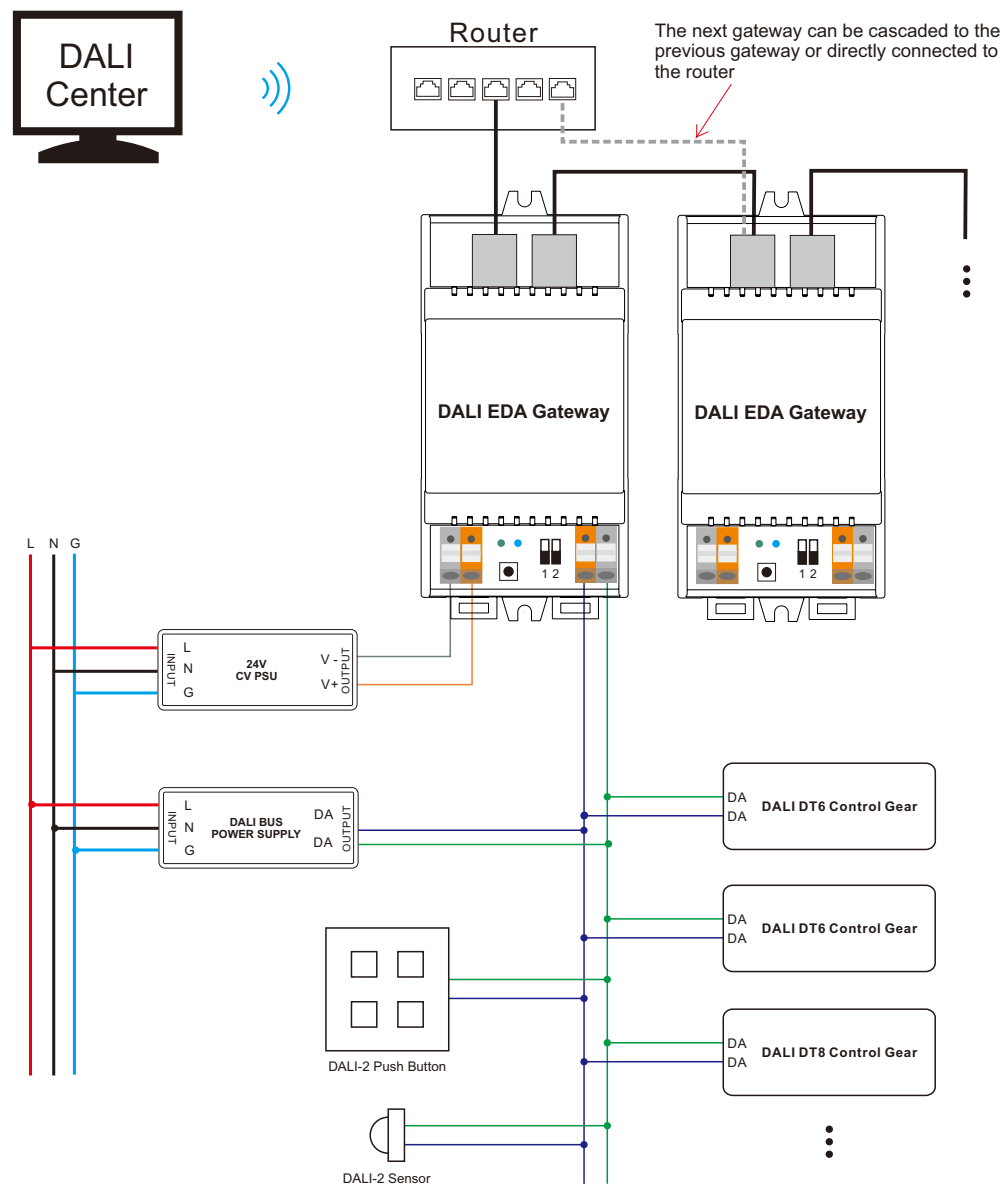 DALI
Center
Router
The next gateway can be cascaded to the
previous gateway or directly connected to
the router
DALI EDA Gateway
DALI EDA Gateway
1 2
1 2
L N G
L
N
G
INPUT
24V
CV PSU
V -
V+
OUTPUT
L
N
G
INPUT
DALI BUS
POWER SUPPLY
DA
DA
OUTPUT
DA
DA
DALI DT6 Control Gear
DA
DA
DALI DT6 Control Gear
DA
DA
DALI DT8 Control Gear
DALI-2 Push Button
DALI-2 Sensor